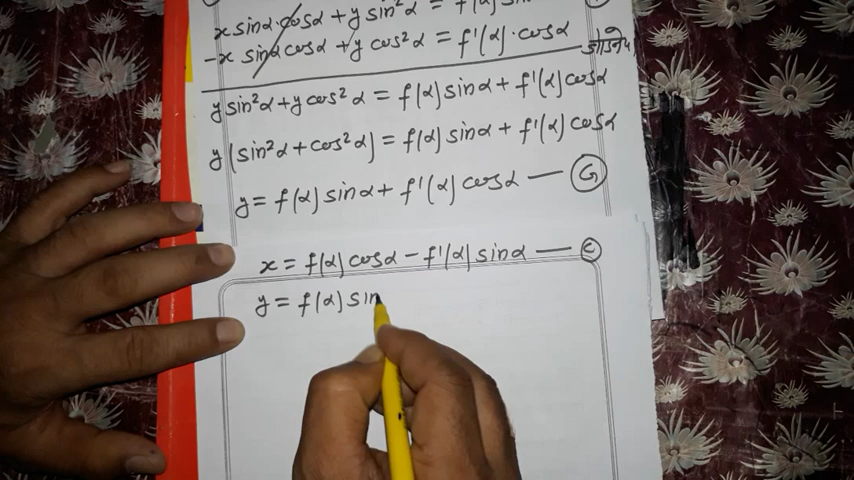 x sinα·cosα + y sin²α = f(α) sin
-x sinα cosα + y cos²α = f'(α)·cosα
y sin²α + y cos²α = f(α) sinα + f'(α) cosα
y (sin²α + cos²α) = f(α) sinα + f'(α) cosα
y = f(α) sinα + f'(α) cosα — G
x = f(α) cosα - f'(α) sinα —
y = f(α) sin